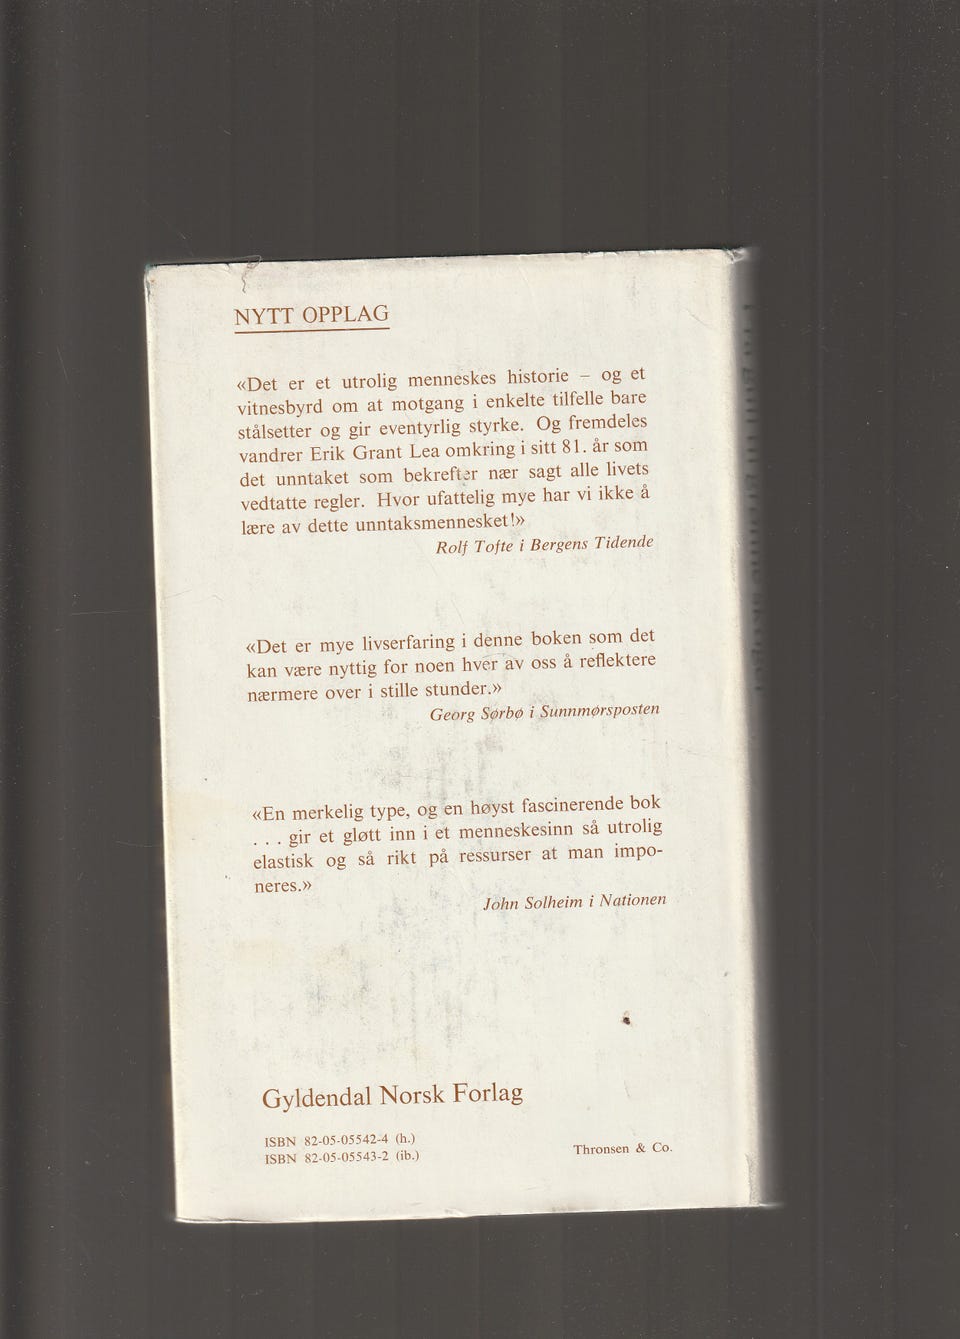 NYTT OPPLAG
«Det er et utrolig menneskes historie – og et
vitnesbyrd om at motgang i enkelte tilfelle bare
stålsetter og gir eventyrlig styrke. Og fremdeles
vandrer Erik Grant Lea omkring i sitt 81. år som
det unntaket som bekrefter nær sagt alle livets
vedtatte regler. Hvor ufattelig mye har vi ikke å
lære av dette unntaksmennesket!»
Rolf Tofte i Bergens Tidende
«Det er mye livserfaring i denne boken som det
kan være nyttig for noen hver av oss å reflektere
nærmere over i stille stunder.»
Georg Sørbø i Sunnmørsposten
«En merkelig type, og en høyst fascinerende bok
. . . gir et gløtt inn i et menneskesinn så utrolig
elastisk og så rikt på ressurser at man impo-
neres.»
John Solheim i Nationen
Gyldendal Norsk Forlag
ISBN 82-05-05542-4 (h.)
ISBN 82-05-05543-2 (ib.)
Thronsen & Co.